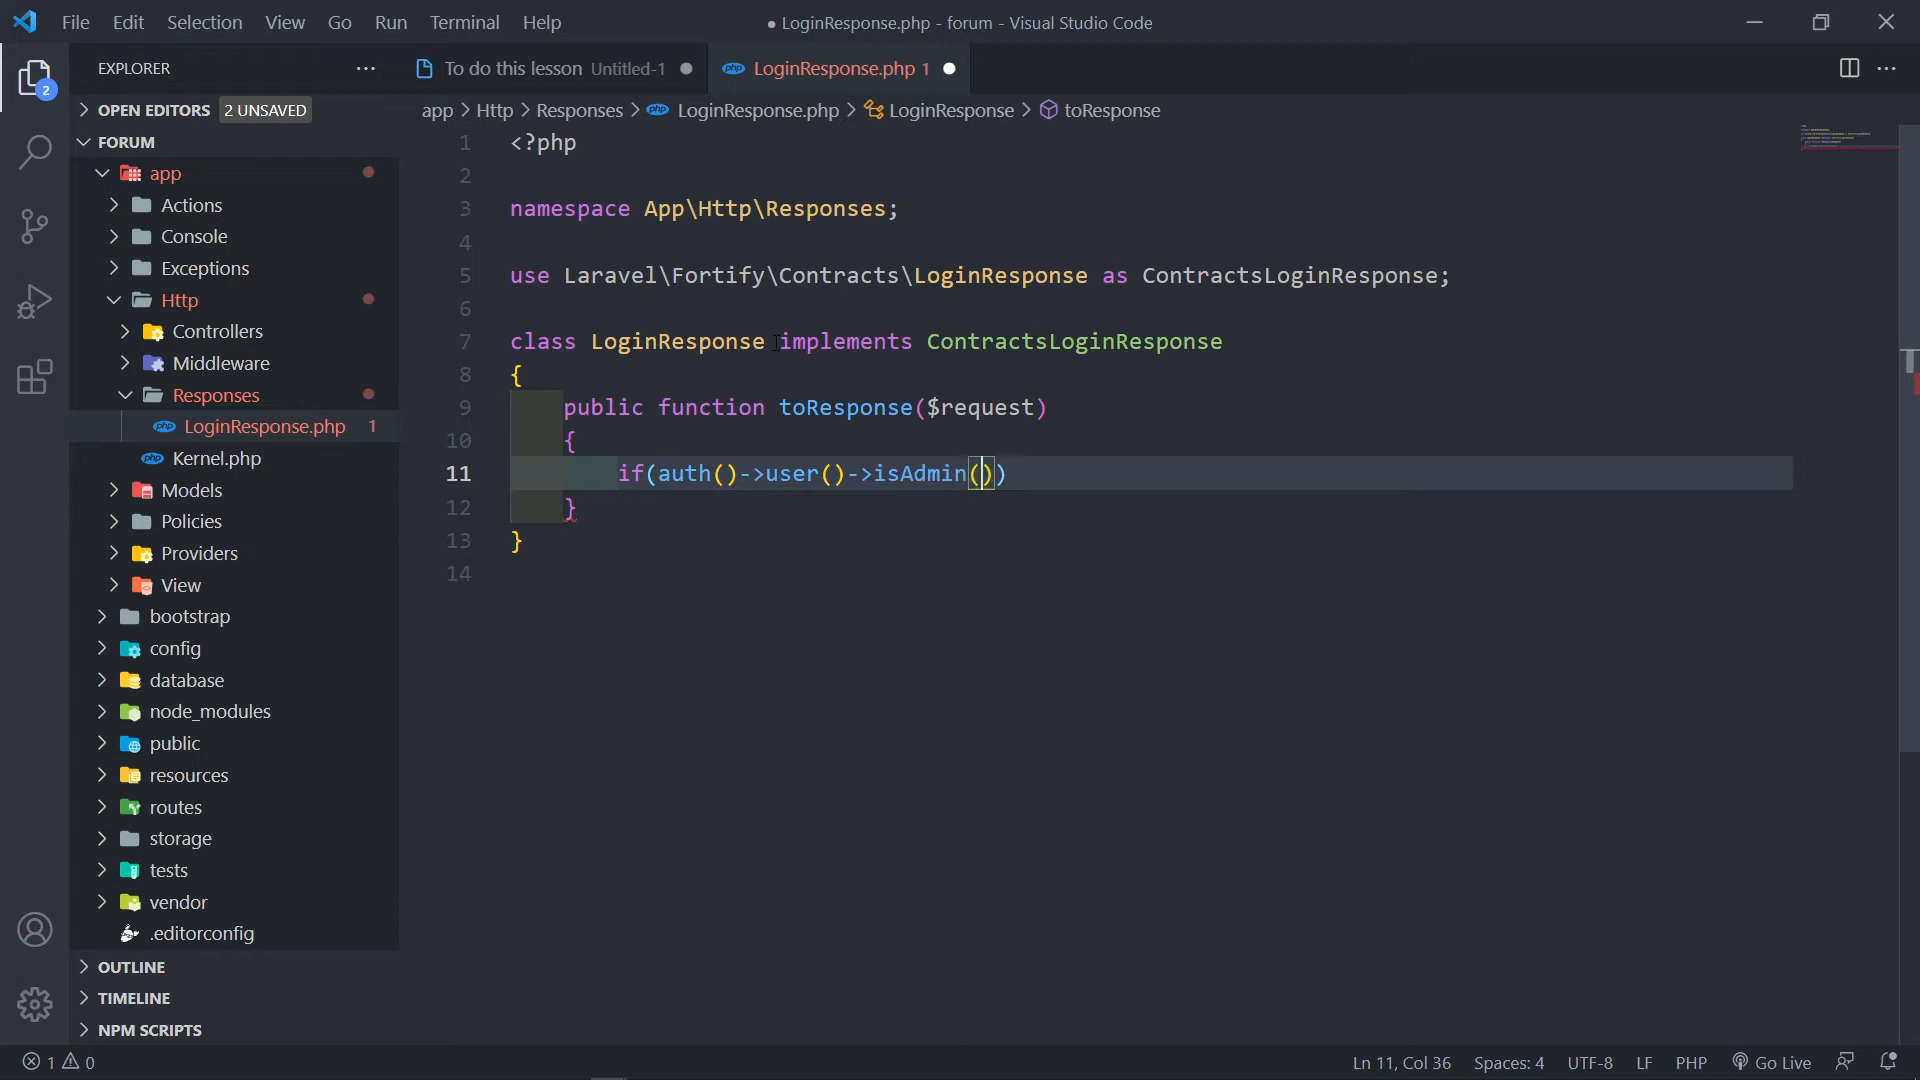 File Edit Selection View Go Run Terminal Help
● LoginResponse.php - forum - Visual Studio Code
EXPLORER
To do this lesson Untitled-1
LoginResponse.php 1
2
OPEN EDITORS 2 UNSAVED
app > Http > Responses > LoginResponse.php > LoginResponse > toResponse
FORUM
app
Actions
Console
Exceptions
Http
Controllers
Middleware
Responses
LoginResponse.php 1
Kernel.php
Models
Policies
Providers
View
bootstrap
config
database
node_modules
public
resources
routes
storage
tests
vendor
.editorconfig
OUTLINE
TIMELINE
NPM SCRIPTS
1 <?php
2
3 namespace App\Http\Responses;
4
5 use Laravel\Fortify\Contracts\LoginResponse as ContractsLoginResponse;
6
7 class LoginResponse implements ContractsLoginResponse
8 {
9 public function toResponse($request)
10 {
11 if(auth()->user()->isAdmin())
12 }
13 }
14
1 0
Ln 11, Col 36 Spaces: 4 UTF-8 LF PHP Go Live